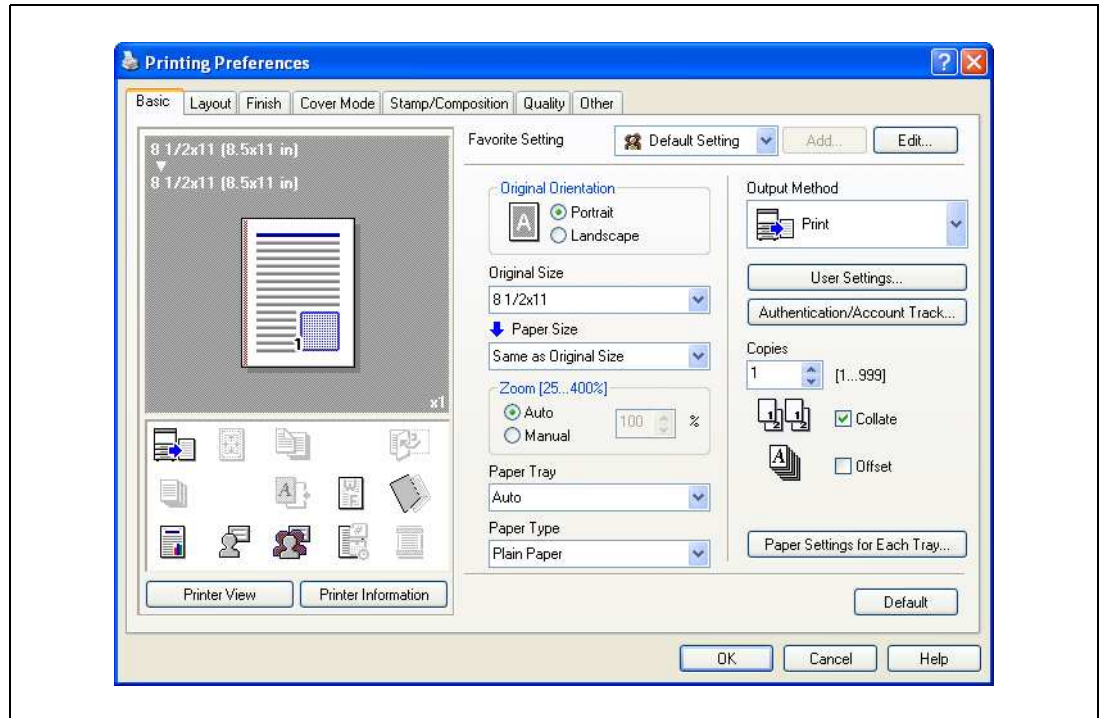 Printing Preferences
Basic Layout Finish Cover Mode Stamp/Composition Quality Other
8 1/2x11 (8.5x11 in)
8 1/2x11 (8.5x11 in)
1
x1
Printer View
Printer Information
Favorite Setting
Default Setting
Add...
Edit...
Original Orientation
A
Portrait
Landscape
Original Size
8 1/2x11
Paper Size
Same as Original Size
Zoom [25...400%]
Auto
Manual
100 %
Paper Tray
Auto
Paper Type
Plain Paper
Output Method
Print
User Settings...
Authentication/Account Track...
Copies
1 [1...999]
Collate
Offset
Paper Settings for Each Tray...
Default
OK Cancel Help